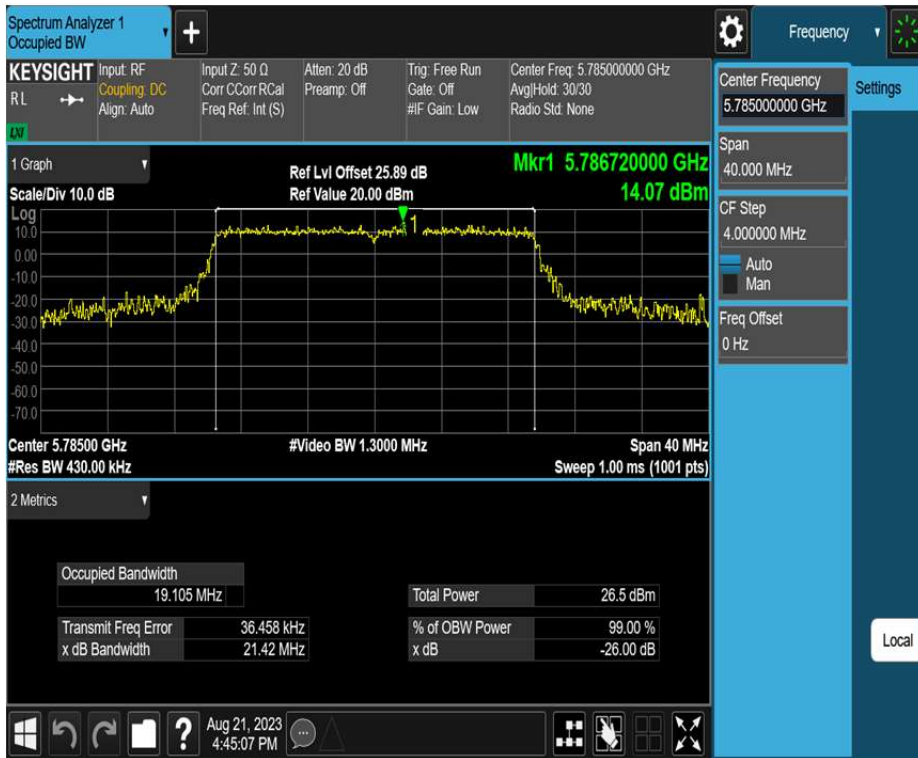 Spectrum Analyzer 1
Occupied BW
+
Frequency
KEYSIGHT
R L
LXI
Input: RF
Coupling: DC
Align: Auto
Input Z: 50 Ω
Corr CCorr RCal
Freq Ref: Int (S)
Atten: 20 dB
Preamp: Off
Trig: Free Run
Gate: Off
#IF Gain: Low
Center Freq: 5.785000000 GHz
Avg|Hold: 30/30
Radio Std: None
Center Frequency
5.785000000 GHz
Settings
Span
40.000 MHz
CF Step
4.000000 MHz
Auto
Man
Freq Offset
0 Hz
1 Graph
Scale/Div 10.0 dB
Ref Lvl Offset 25.89 dB
Ref Value 20.00 dBm
Mkr1 5.786720000 GHz
14.07 dBm
Log
10.0
0.00
-10.0
-20.0
-30.0
-40.0
-50.0
-60.0
-70.0
1
Center 5.78500 GHz
#Video BW 1.3000 MHz
Span 40 MHz
#Res BW 430.00 kHz
Sweep 1.00 ms (1001 pts)
2 Metrics
Occupied Bandwidth
19.105 MHz
Total Power 26.5 dBm
Transmit Freq Error 36.458 kHz
% of OBW Power 99.00 %
x dB Bandwidth 21.42 MHz
x dB -26.00 dB
Local
?
Aug 21, 2023
4:45:07 PM